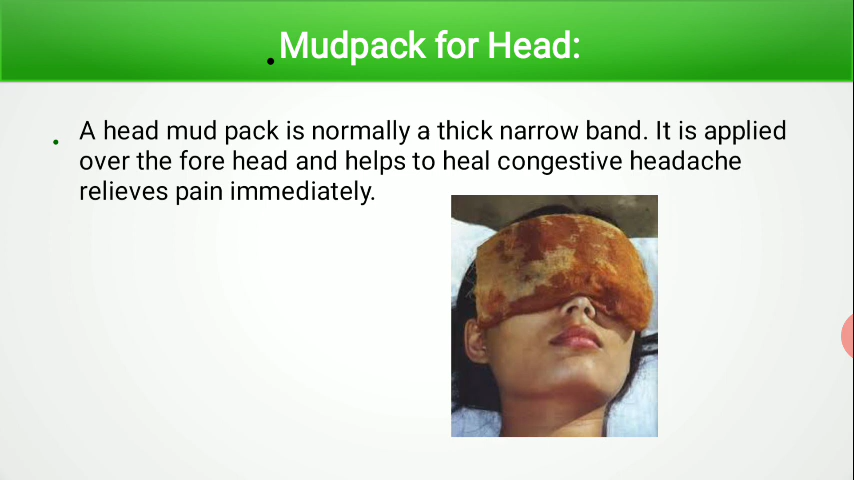 Mudpack for Head:
A head mud pack is normally a thick narrow band. It is applied
over the fore head and helps to heal congestive headache
relieves pain immediately.